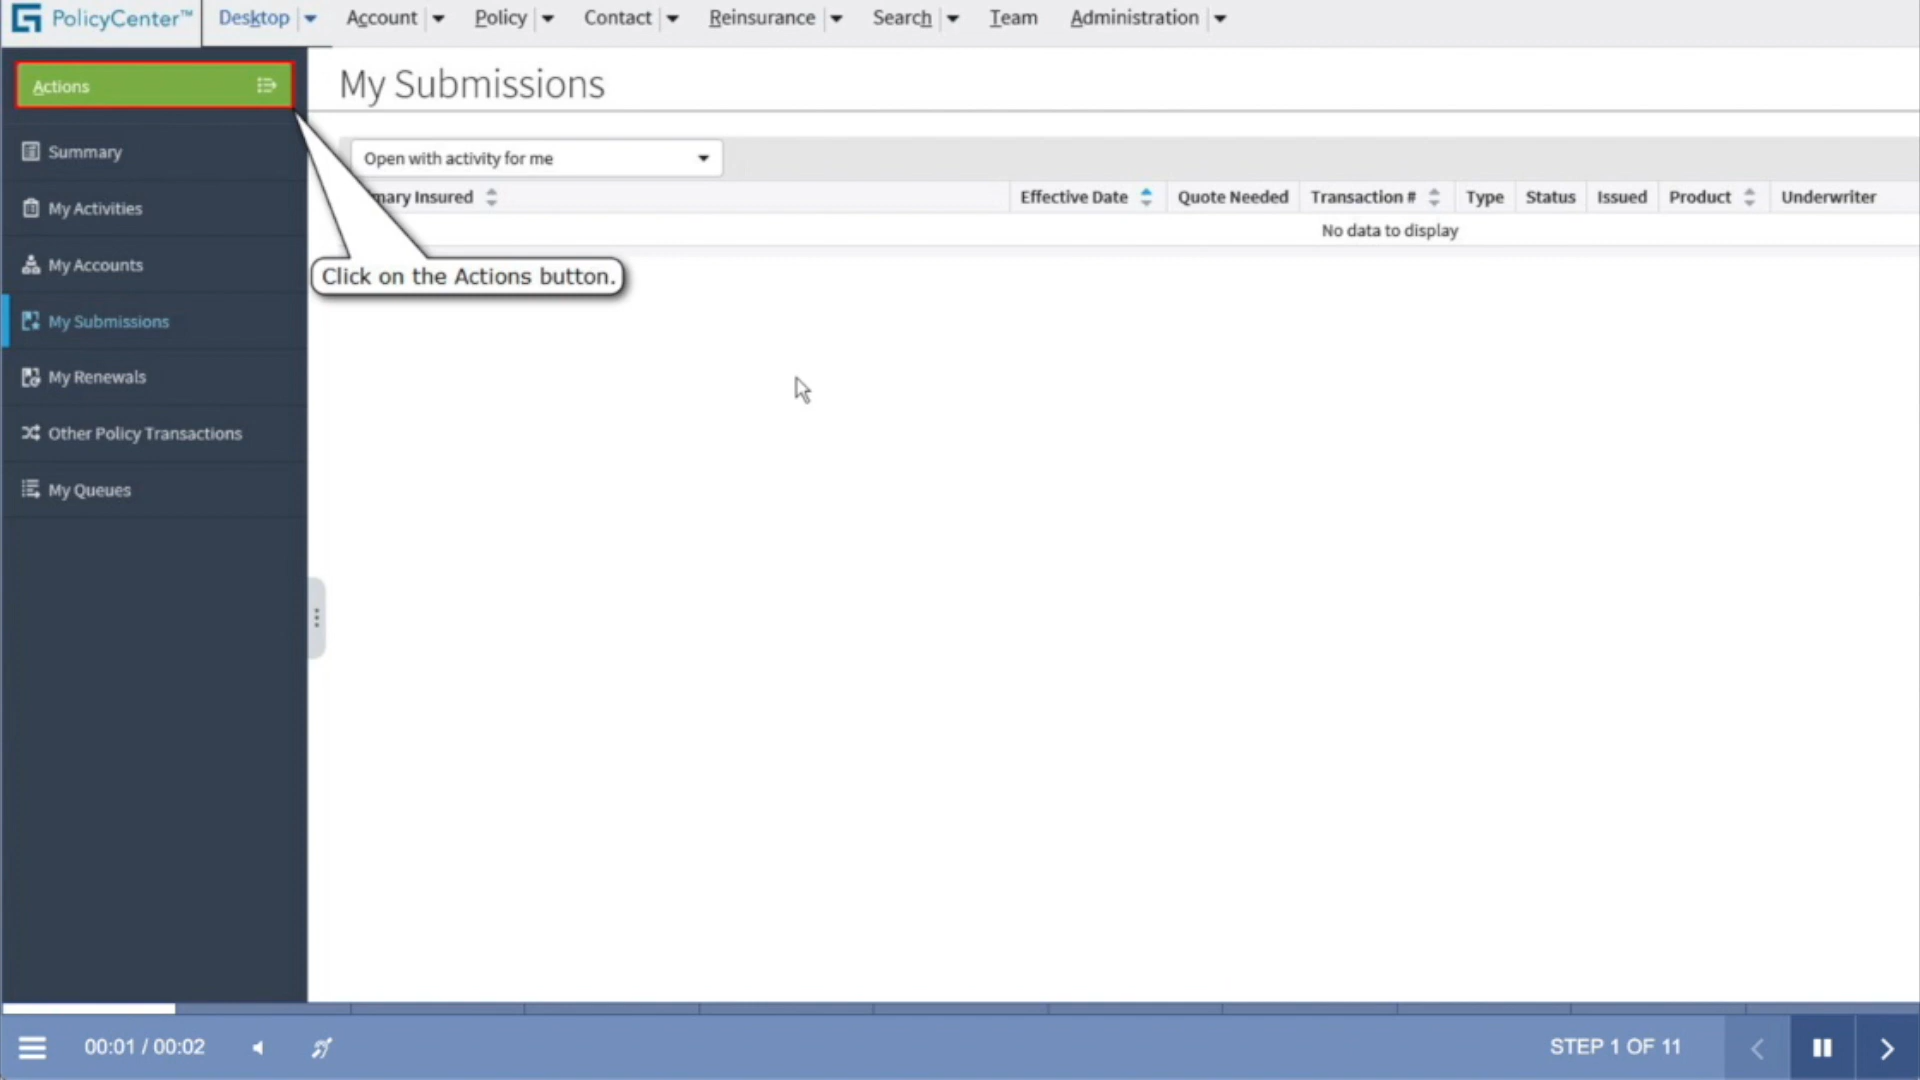 PolicyCenter™
Desktop
Account
Policy
Contact
Reinsurance
Search
Team
Administration
Actions
My Submissions
Summary
My Activities
My Accounts
My Submissions
My Renewals
Other Policy Transactions
My Queues
Open with activity for me
mary Insured
Effective Date
Quote Needed
Transaction #
Type
Status
Issued
Product
Underwriter
No data to display
Click on the Actions button.
00:01 / 00:02
STEP 1 OF 11